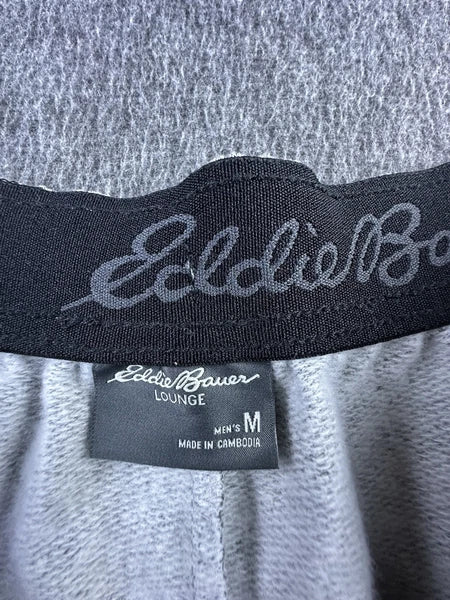 Eddie Ba
Eddie Bauer
LOUNGE
MEN'S M
MADE IN CAMBODIA